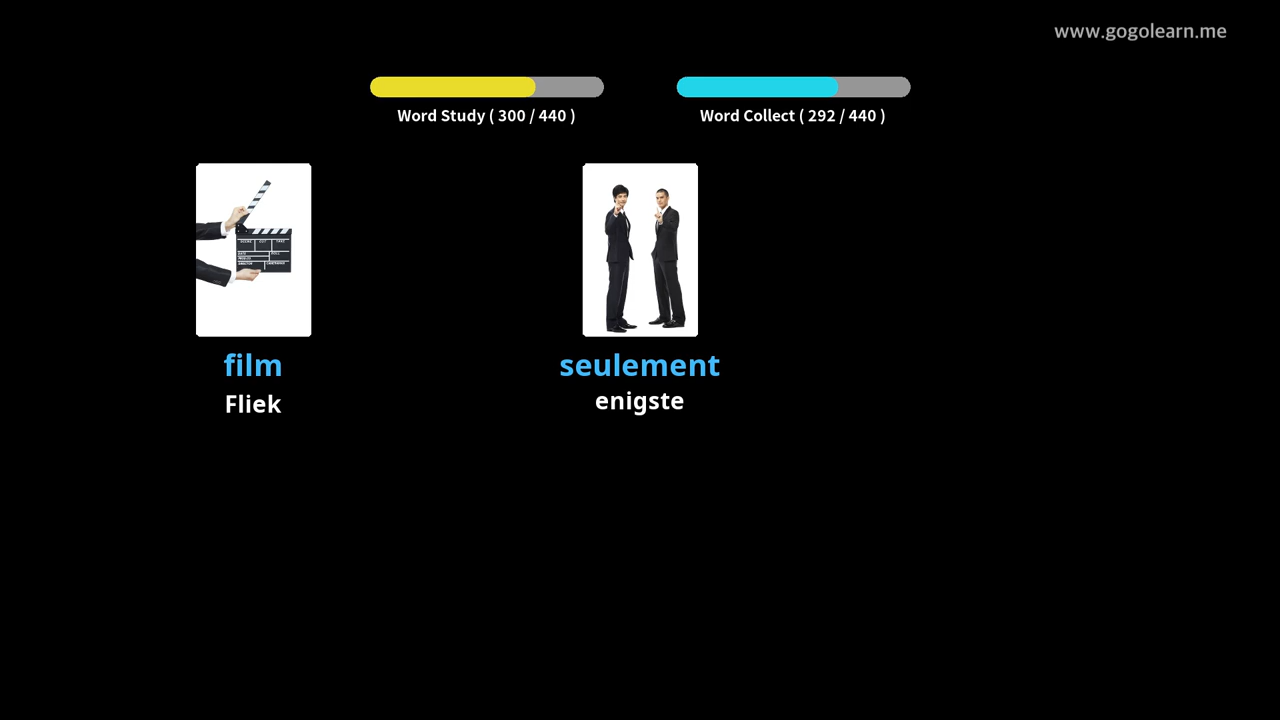 www.gogolearn.me
Word Study ( 300 / 440 )
Word Collect ( 292 / 440 )
film
Fliek
seulement
enigste